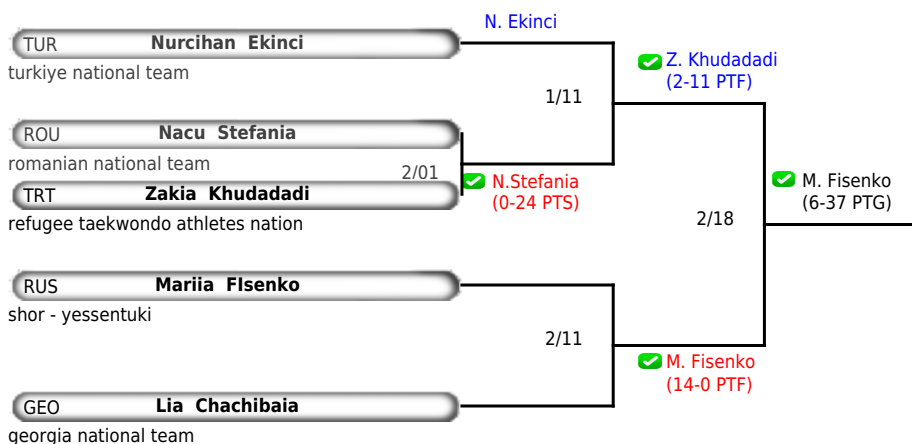 N. Ekinci
TUR Nurcihan Ekinci
turkiye national team
Z. Khudadadi
(2-11 PTF)
1/11
ROU Nacu Stefania
romanian national team
2/01
N.Stefania
(0-24 PTS)
TRT Zakia Khudadadi
refugee taekwondo athletes nation
M. Fisenko
(6-37 PTG)
2/18
RUS Mariia FIsenko
shor - yessentuki
2/11
M. Fisenko
(14-0 PTF)
GEO Lia Chachibaia
georgia national team